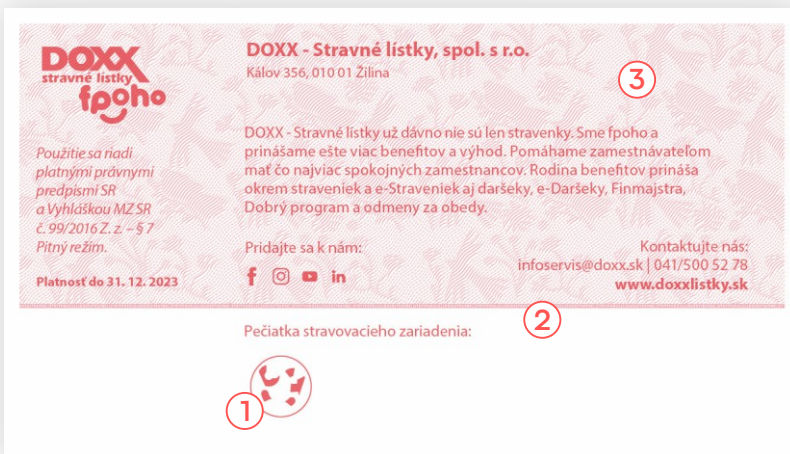 DOXX
stravné lístky
fpoho
Použitie sa riadi
platnými právnymi
predpismi SR
a Vyhláškou MZ SR
č. 99/2016 Z. z. – § 7
Pitný režim.
Platnosť do 31. 12. 2023
DOXX - Stravné lístky, spol. s r.o.
Kálov 356, 010 01 Žilina
3
DOXX - Stravné lístky už dávno nie sú len stravenky. Sme fpoho a
prinášame ešte viac benefitov a výhod. Pomáhame zamestnávateľom
mať čo najviac spokojných zamestnancov. Rodina benefitov prináša
okrem straveniek a e-Straveniek aj daršeky, e-Daršeky, Finmajstra,
Dobrý program a odmeny za obedy.
Pridajte sa k nám:
Kontaktujte nás:
infoservis@doxx.sk | 041/500 52 78
www.doxxlistky.sk
2
Pečiatka stravovacieho zariadenia:
1